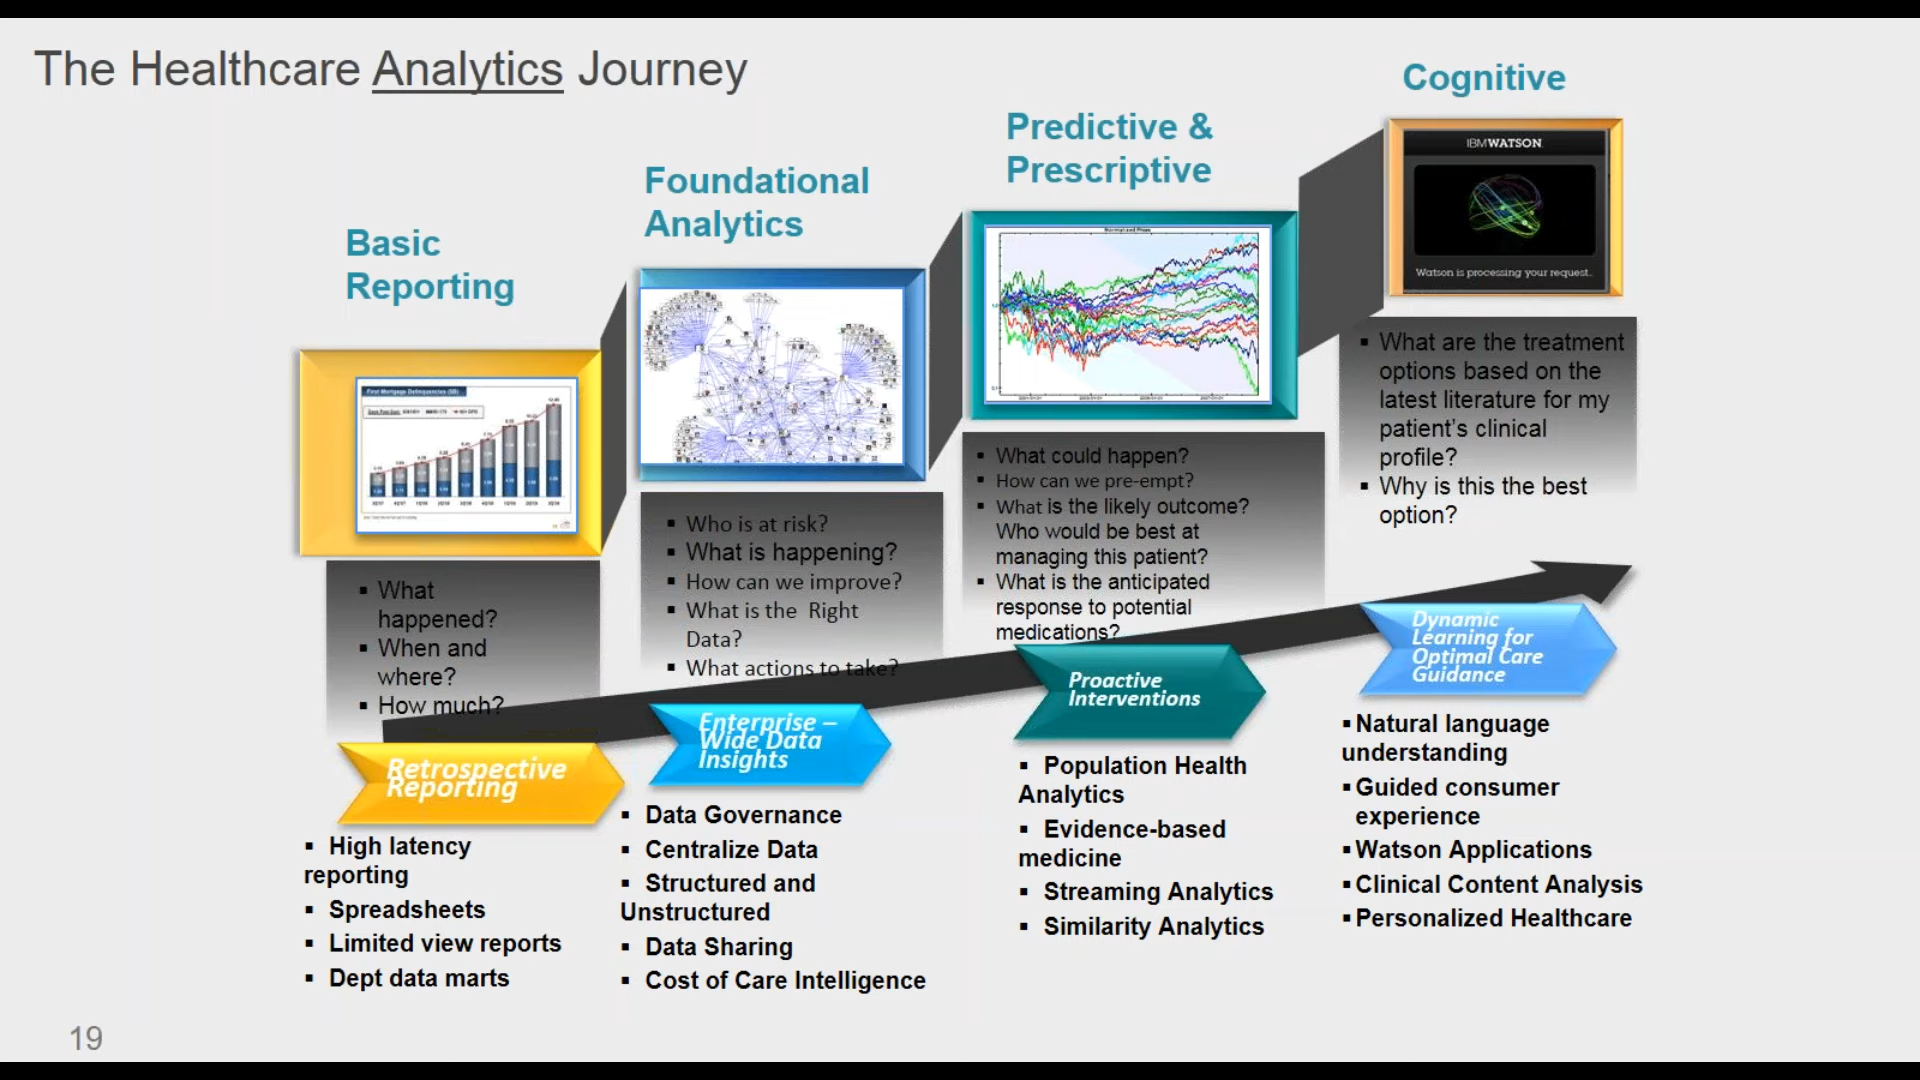 The Healthcare Analytics Journey
Cognitive
Predictive &
Prescriptive
Foundational
Analytics
Basic
Reporting
IBM WATSON
Watson is processing your request..
First Mortgage Delinquencies ($B)
▪ What
happened?
▪ When and
where?
▪ How much?
▪ Who is at risk?
▪ What is happening?
▪ How can we improve?
▪ What is the Right
Data?
▪ What actions to take?
▪ What could happen?
▪ How can we pre-empt?
▪ What is the likely outcome?
Who would be best at
managing this patient?
▪ What is the anticipated
response to potential
medications?
▪ What are the treatment
options based on the
latest literature for my
patient's clinical
profile?
▪ Why is this the best
option?
Retrospective
Reporting
Enterprise –
Wide Data
Insights
Proactive
Interventions
Dynamic
Learning for
Optimal Care
Guidance
▪ High latency
reporting
▪ Spreadsheets
▪ Limited view reports
▪ Dept data marts
▪ Data Governance
▪ Centralize Data
▪ Structured and
Unstructured
▪ Data Sharing
▪ Cost of Care Intelligence
▪ Population Health
Analytics
▪ Evidence-based
medicine
▪ Streaming Analytics
▪ Similarity Analytics
▪ Natural language
understanding
▪ Guided consumer
experience
▪ Watson Applications
▪ Clinical Content Analysis
▪ Personalized Healthcare
19